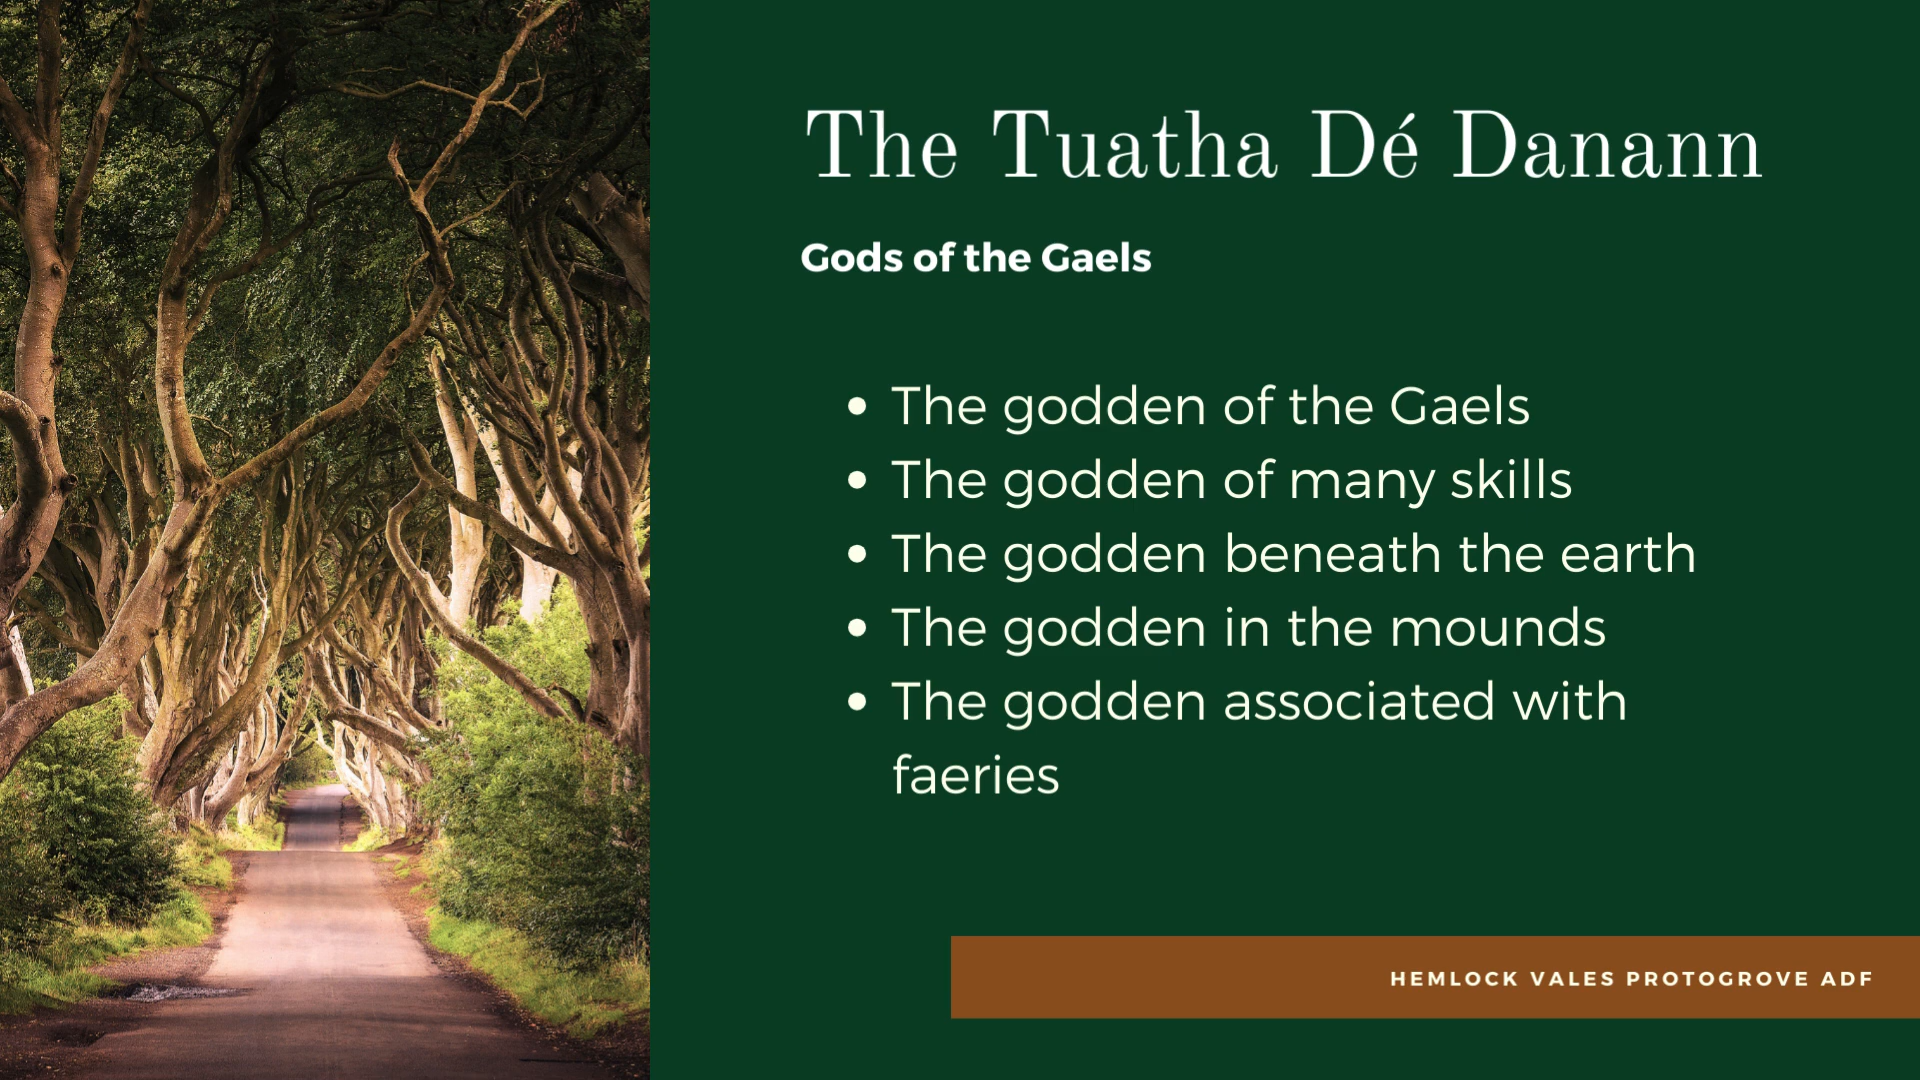 The Tuatha Dé Danann
Gods of the Gaels
• The godden of the Gaels
• The godden of many skills
• The godden beneath the earth
• The godden in the mounds
• The godden associated with
faeries
HEMLOCK VALES PROTOGROVE ADF